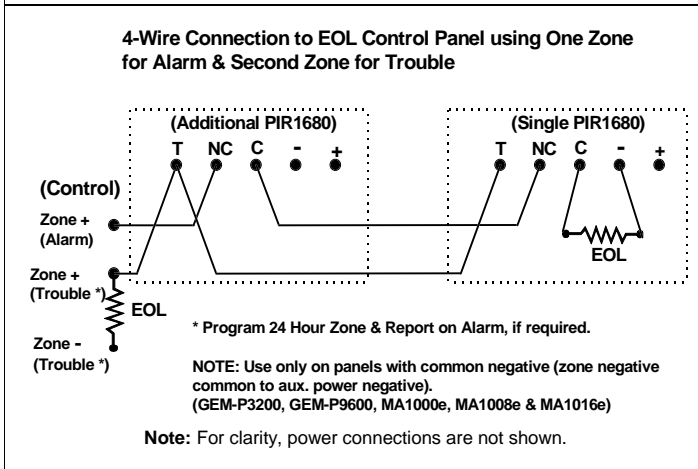 4-Wire Connection to EOL Control Panel using One Zone
for Alarm & Second Zone for Trouble
(Additional PIR1680)
(Single PIR1680)
T NC C - +
T NC C - +
(Control)
Zone +
(Alarm)
EOL
Zone +
(Trouble *)
EOL
Zone -
(Trouble *)
* Program 24 Hour Zone & Report on Alarm, if required.
NOTE: Use only on panels with common negative (zone negative
common to aux. power negative).
(GEM-P3200, GEM-P9600, MA1000e, MA1008e & MA1016e)
Note: For clarity, power connections are not shown.